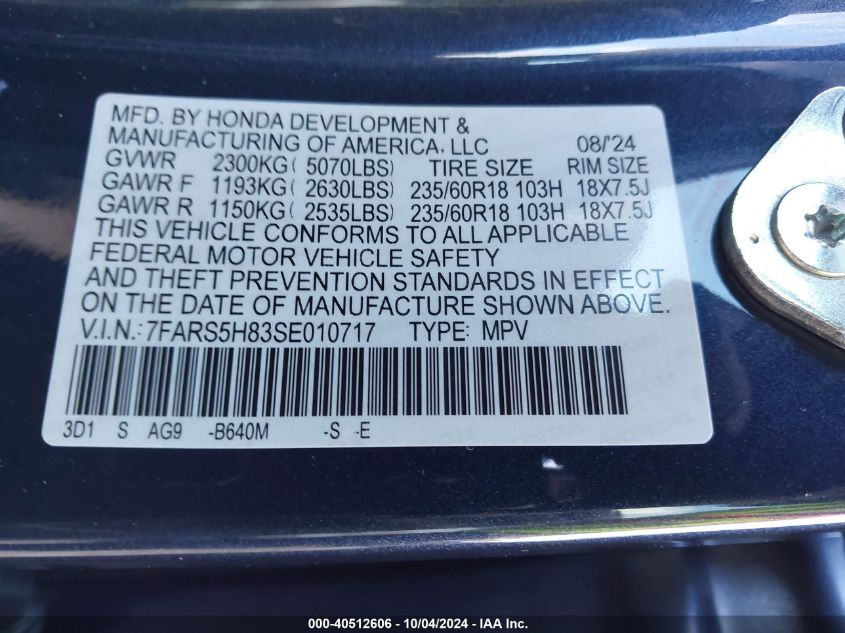 MFD. BY HONDA DEVELOPMENT &
MANUFACTURING OF AMERICA, LLC 08/'24
GVWR 2300KG( 5070LBS) TIRE SIZE RIM SIZE
GAWR F 1193KG( 2630LBS) 235/60R18 103H 18X7.5J
GAWR R 1150KG( 2535LBS) 235/60R18 103H 18X7.5J
THIS VEHICLE CONFORMS TO ALL APPLICABLE
FEDERAL MOTOR VEHICLE SAFETY
AND THEFT PREVENTION STANDARDS IN EFFECT
ON THE DATE OF MANUFACTURE SHOWN ABOVE.
V.I.N.:7FARS5H83SE010717 TYPE: MPV
3D1 S AG9 -B640M -S -E
000-40512606 - 10/04/2024 - IAA Inc.